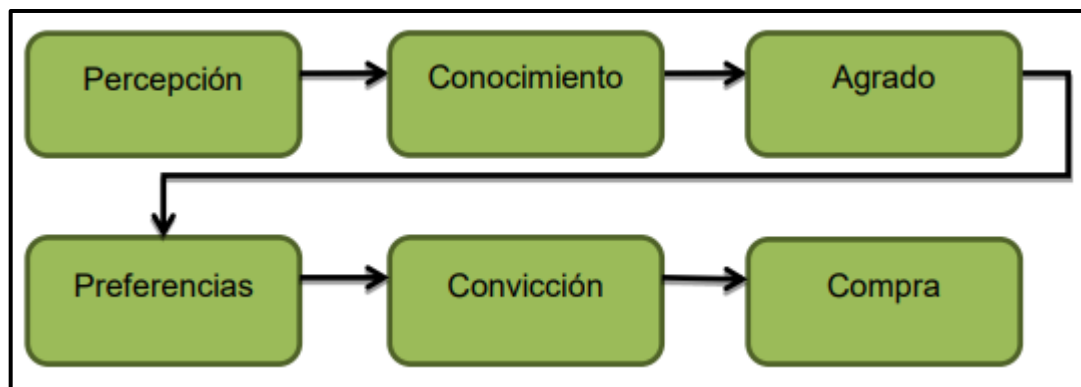 Percepción
Conocimiento
Agrado
Preferencias
Convicción
Compra